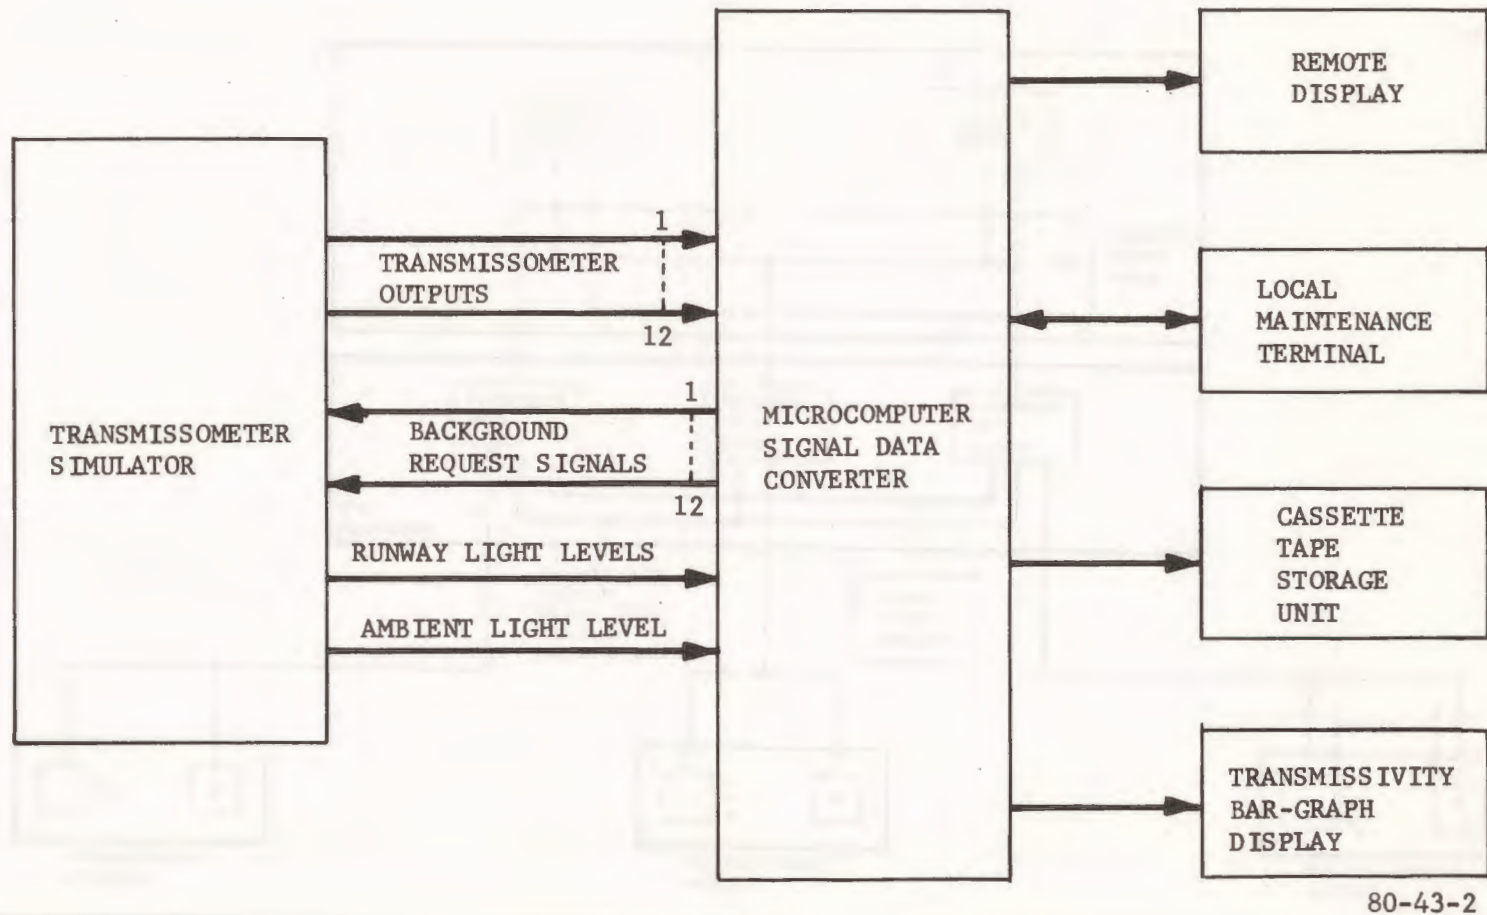 TRANSMISSOMETER
SIMULATOR
1
TRANSMISSOMETER
OUTPUTS
12
1
BACKGROUND
REQUEST SIGNALS
12
RUNWAY LIGHT LEVELS
AMBIENT LIGHT LEVEL
MICROCOMPUTER
SIGNAL DATA
CONVERTER
REMOTE
DISPLAY
LOCAL
MAINTENANCE
TERMINAL
CASSETTE
TAPE
STORAGE
UNIT
TRANSMISSIVITY
BAR-GRAPH
DISPLAY
80-43-2